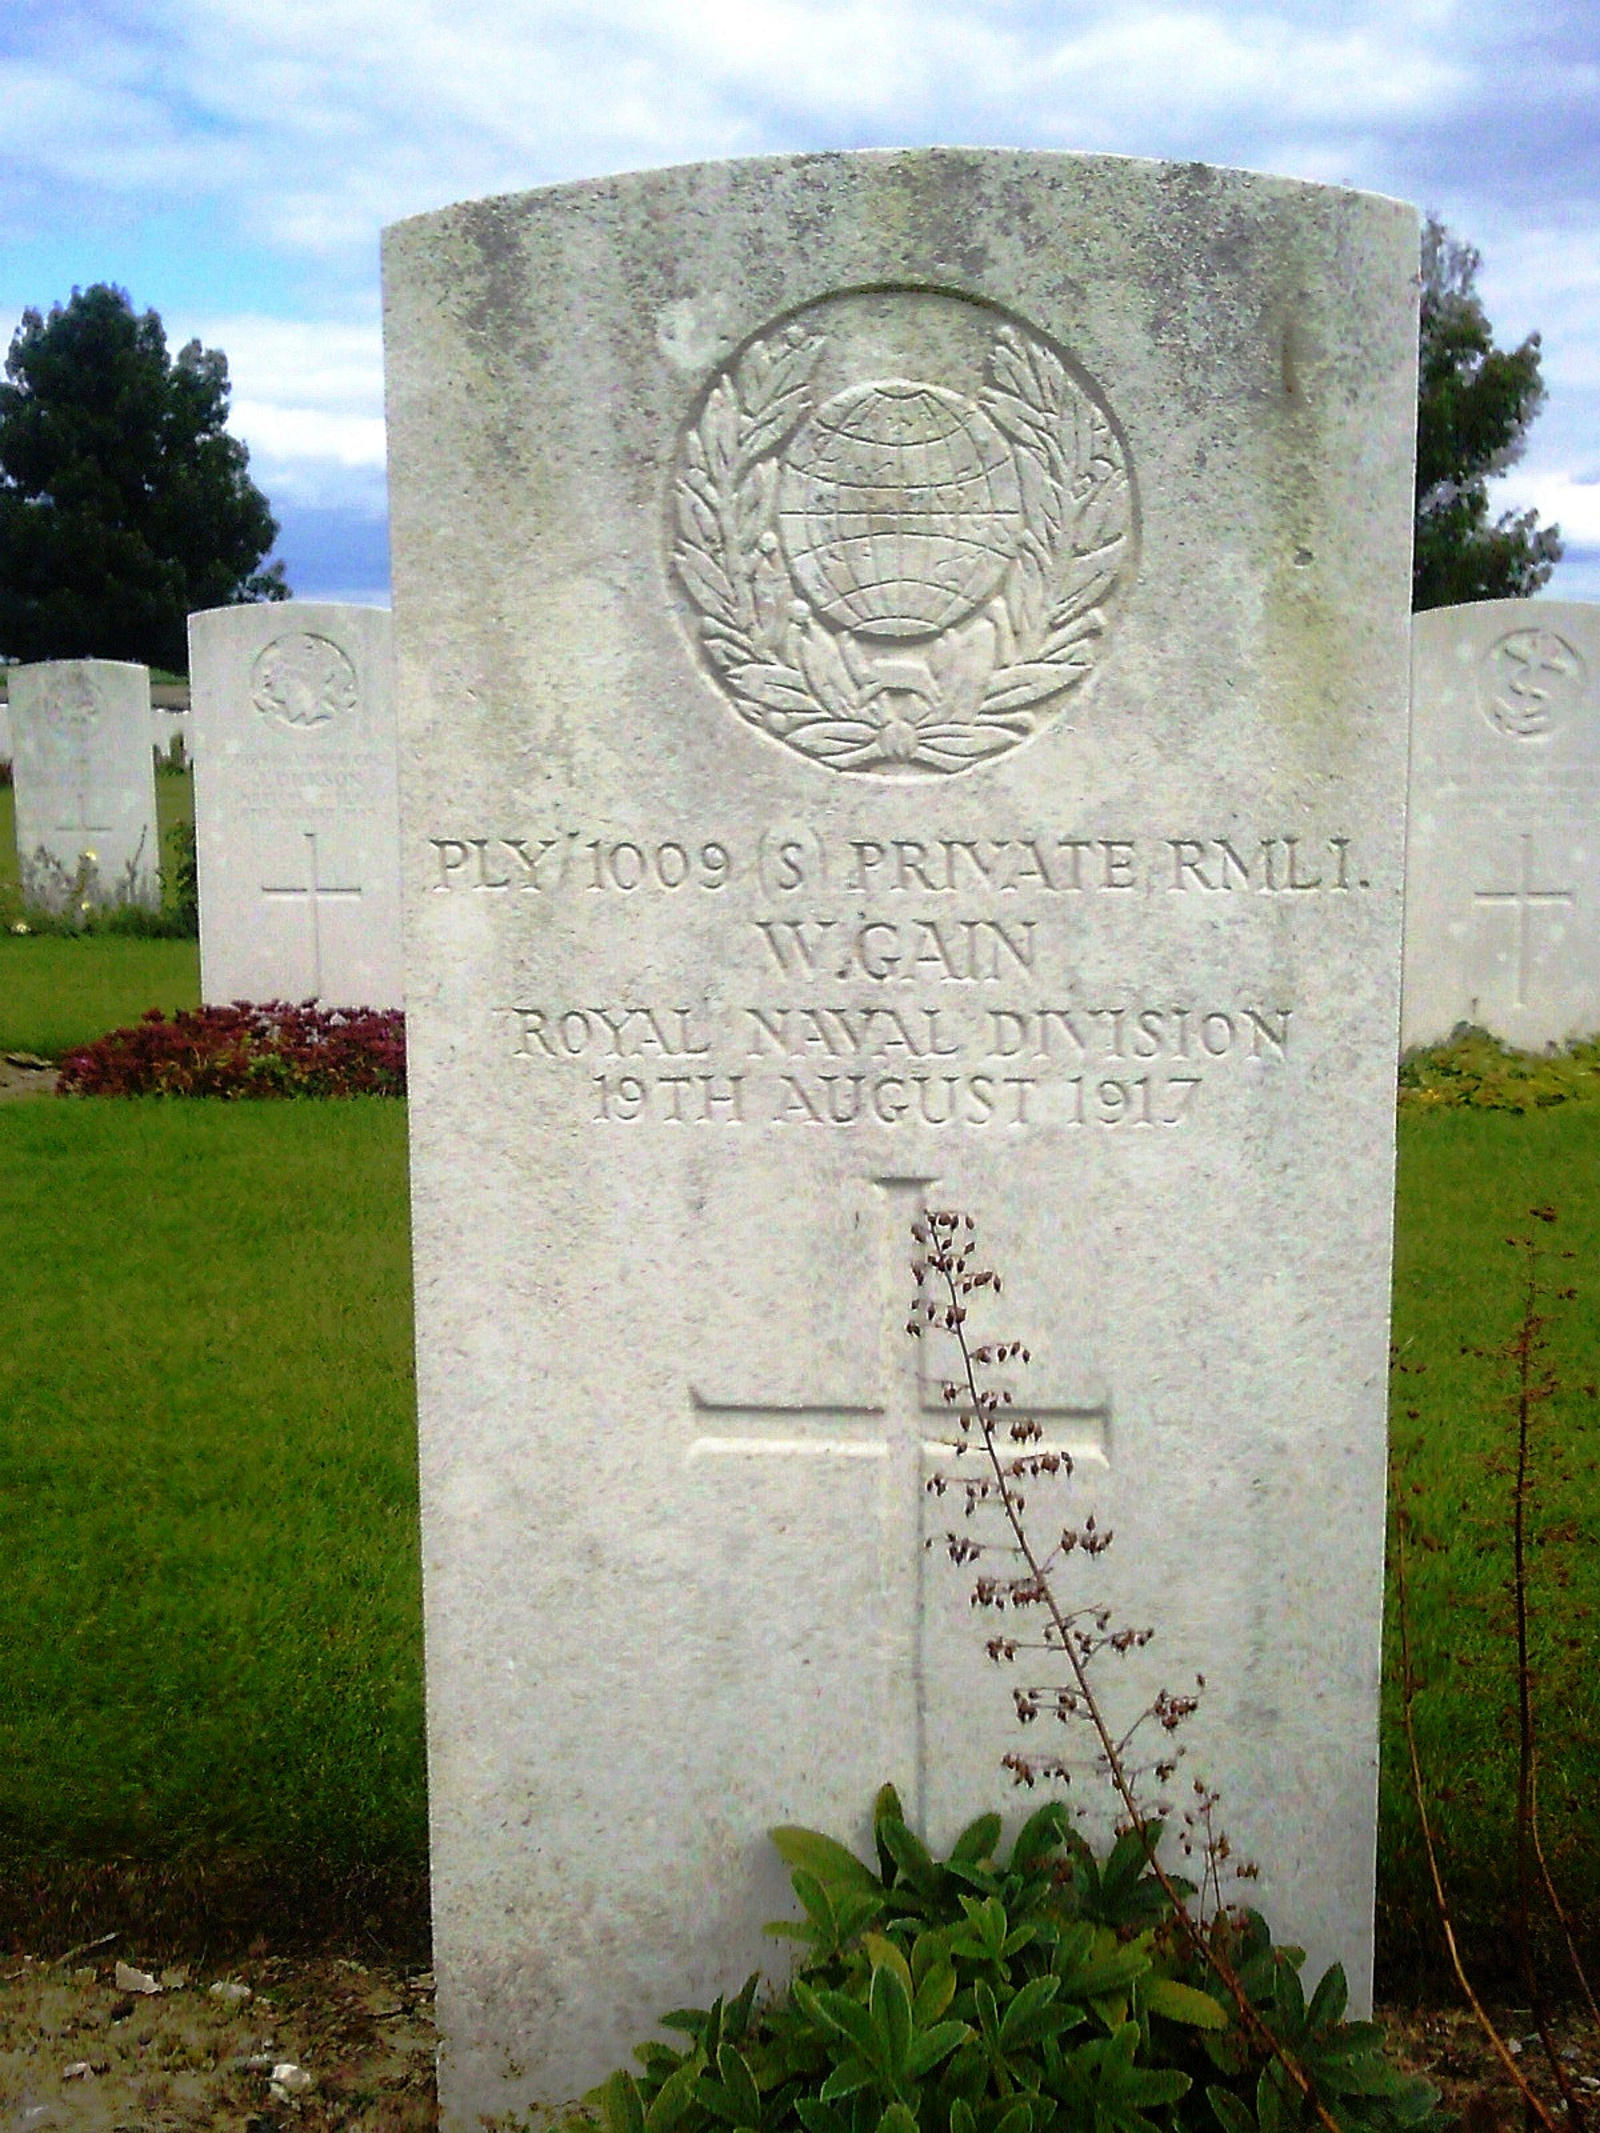 PLY/1009 (S) PRIVATE, RMLI.
W. GAIN
ROYAL NAVAL DIVISION
19TH AUGUST 1917